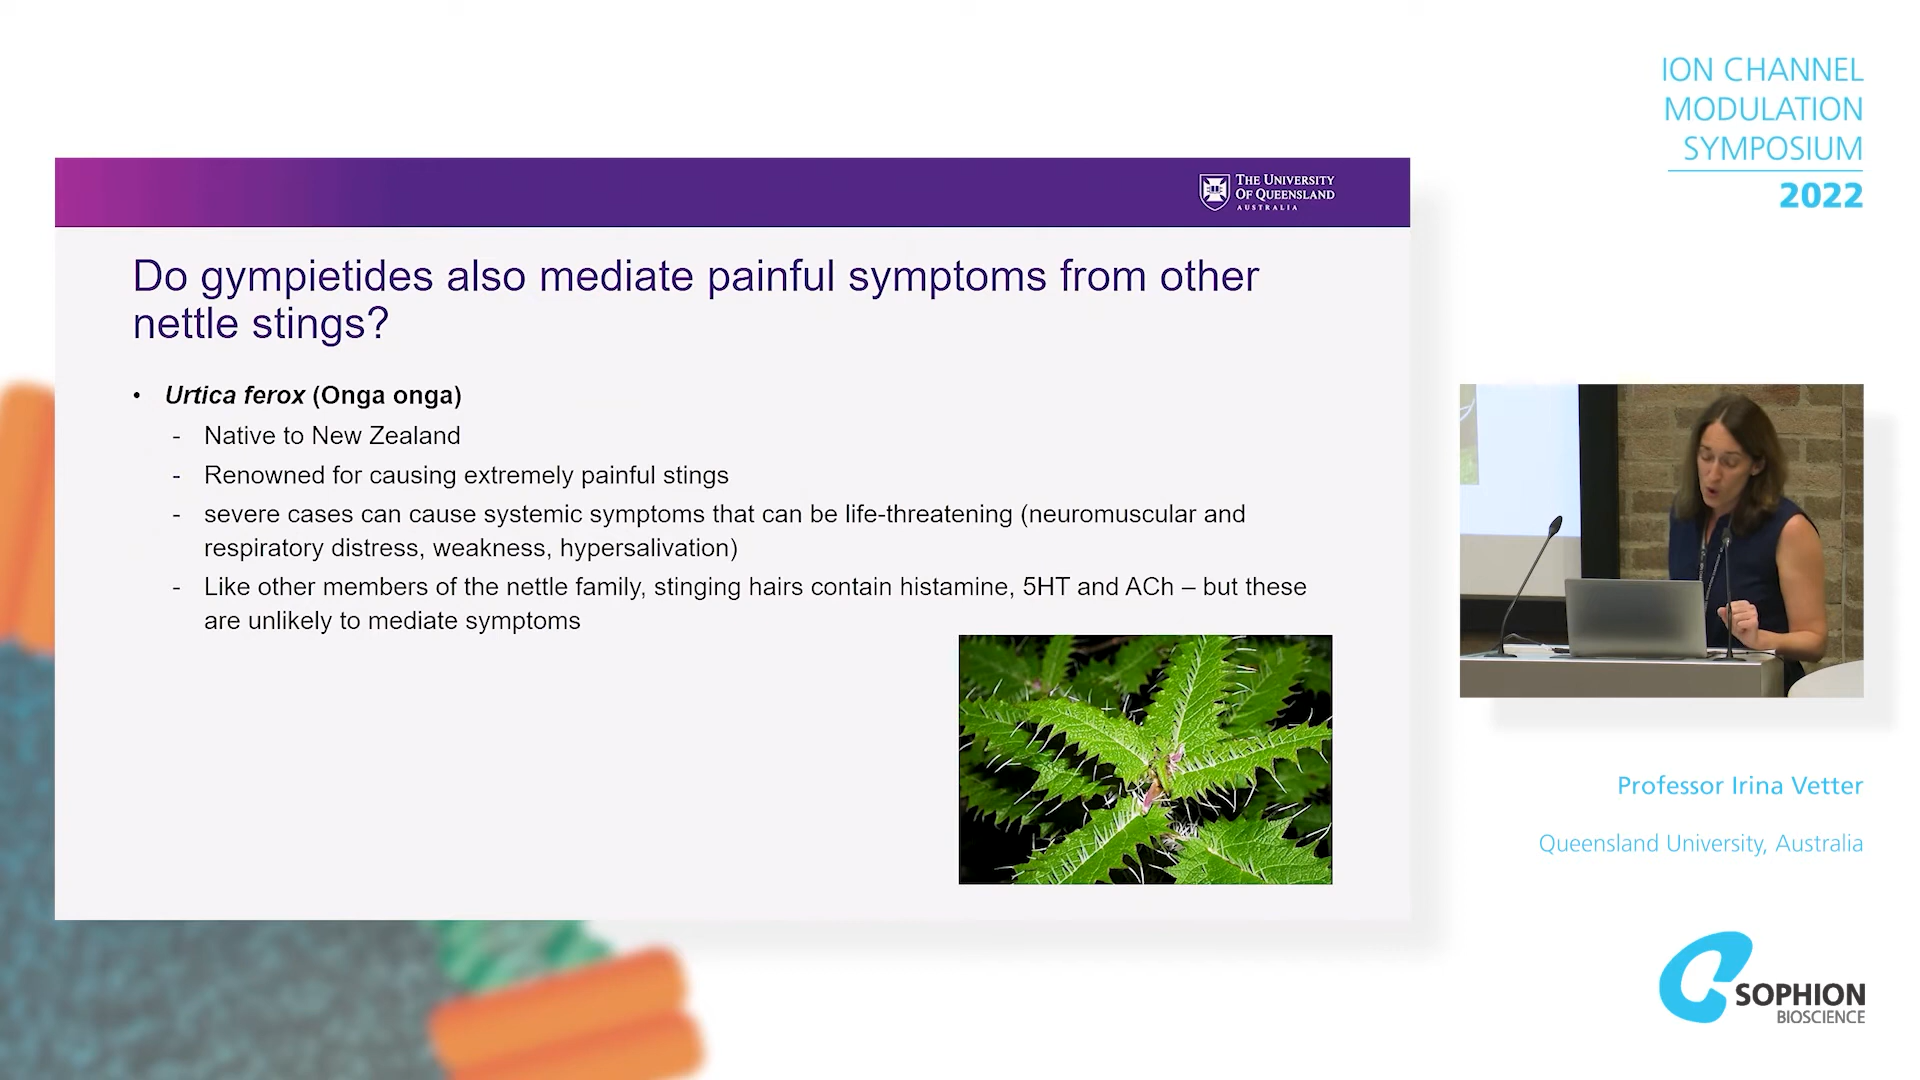 ION CHANNEL
MODULATION
SYMPOSIUM
2022
THE UNIVERSITY
OF QUEENSLAND
AUSTRALIA
Do gympietides also mediate painful symptoms from other
nettle stings?
• Urtica ferox (Onga onga)
- Native to New Zealand
- Renowned for causing extremely painful stings
- severe cases can cause systemic symptoms that can be life-threatening (neuromuscular and
respiratory distress, weakness, hypersalivation)
- Like other members of the nettle family, stinging hairs contain histamine, 5HT and ACh – but these
are unlikely to mediate symptoms
Professor Irina Vetter
Queensland University, Australia
SOPHION
BIOSCIENCE